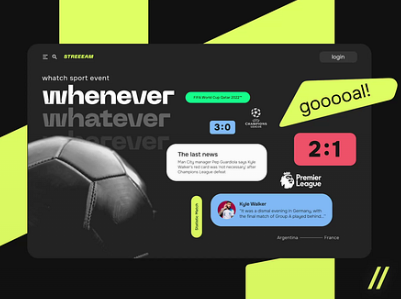 STREEEAM
login
whatch sport event
whenever
whatever
wherever
FIFA World Cup Qatar 2022™
gooooal!
3:0
UEFA
CHAMPIONS
LEAGUE
2:1
The last news
Man City manager Pep Guardiola says Kyle
Walker's red card was 'not necessary' after
Champions League defeat
Premier
League
Kyle Walker
"It was a dismal evening in Germany, with
the final match of Group A played behind..."
Argentina
France